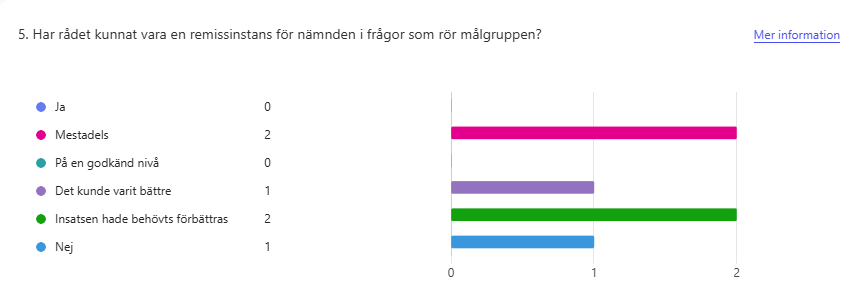 5. Har rådet kunnat vara en remissinstans för nämnden i frågor som rör målgruppen?
Mer information
Ja 0
Mestadels 2
På en godkänd nivå 0
Det kunde varit bättre 1
Insatsen hade behövts förbättras 2
Nej 1
0 1 2